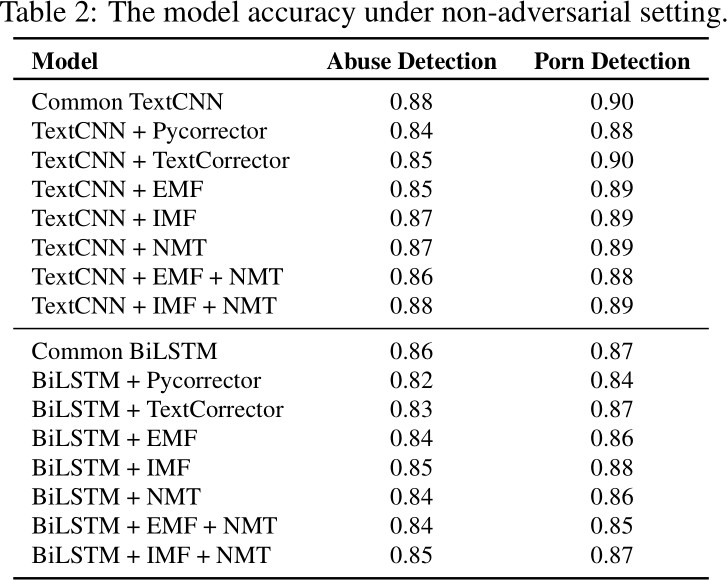 Table 2: The model accuracy under non-adversarial setting.
Model Abuse Detection Porn Detection
Common TextCNN 0.88 0.90
TextCNN + Pycorrector 0.84 0.88
TextCNN + TextCorrector 0.85 0.90
TextCNN + EMF 0.85 0.89
TextCNN + IMF 0.87 0.89
TextCNN + NMT 0.87 0.89
TextCNN + EMF + NMT 0.86 0.88
TextCNN + IMF + NMT 0.88 0.89
Common BiLSTM 0.86 0.87
BiLSTM + Pycorrector 0.82 0.84
BiLSTM + TextCorrector 0.83 0.87
BiLSTM + EMF 0.84 0.86
BiLSTM + IMF 0.85 0.88
BiLSTM + NMT 0.84 0.86
BiLSTM + EMF + NMT 0.84 0.85
BiLSTM + IMF + NMT 0.85 0.87